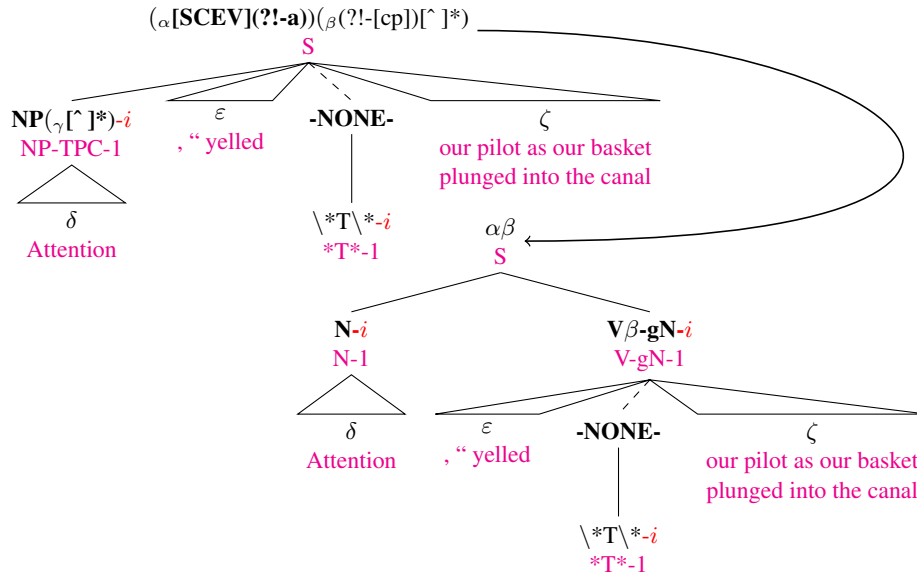 (α[SCEV](?!-a))(β(?!-[cp])[ˆ ]*)
S
NP(γ[ˆ ]*)-i
NP-TPC-1
ε
, “ yelled
-NONE-
ζ
our pilot as our basket
plunged into the canal
δ
Attention
\*T\*-i
*T*-1
αβ
S
N-i
N-1
Vβ-gN-i
V-gN-1
δ
Attention
ε
, “ yelled
-NONE-
ζ
our pilot as our basket
plunged into the canal
\*T\*-i
*T*-1